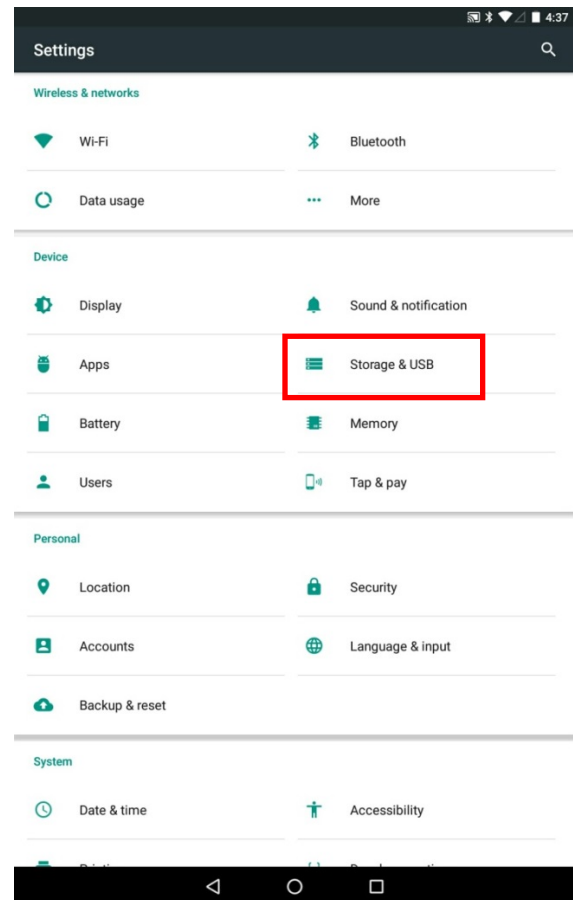 4:37
Settings
Wireless & networks
Wi-Fi
Bluetooth
Data usage
More
Device
Display
Sound & notification
Apps
Storage & USB
Battery
Memory
Users
Tap & pay
Personal
Location
Security
Accounts
Language & input
Backup & reset
System
Date & time
Accessibility